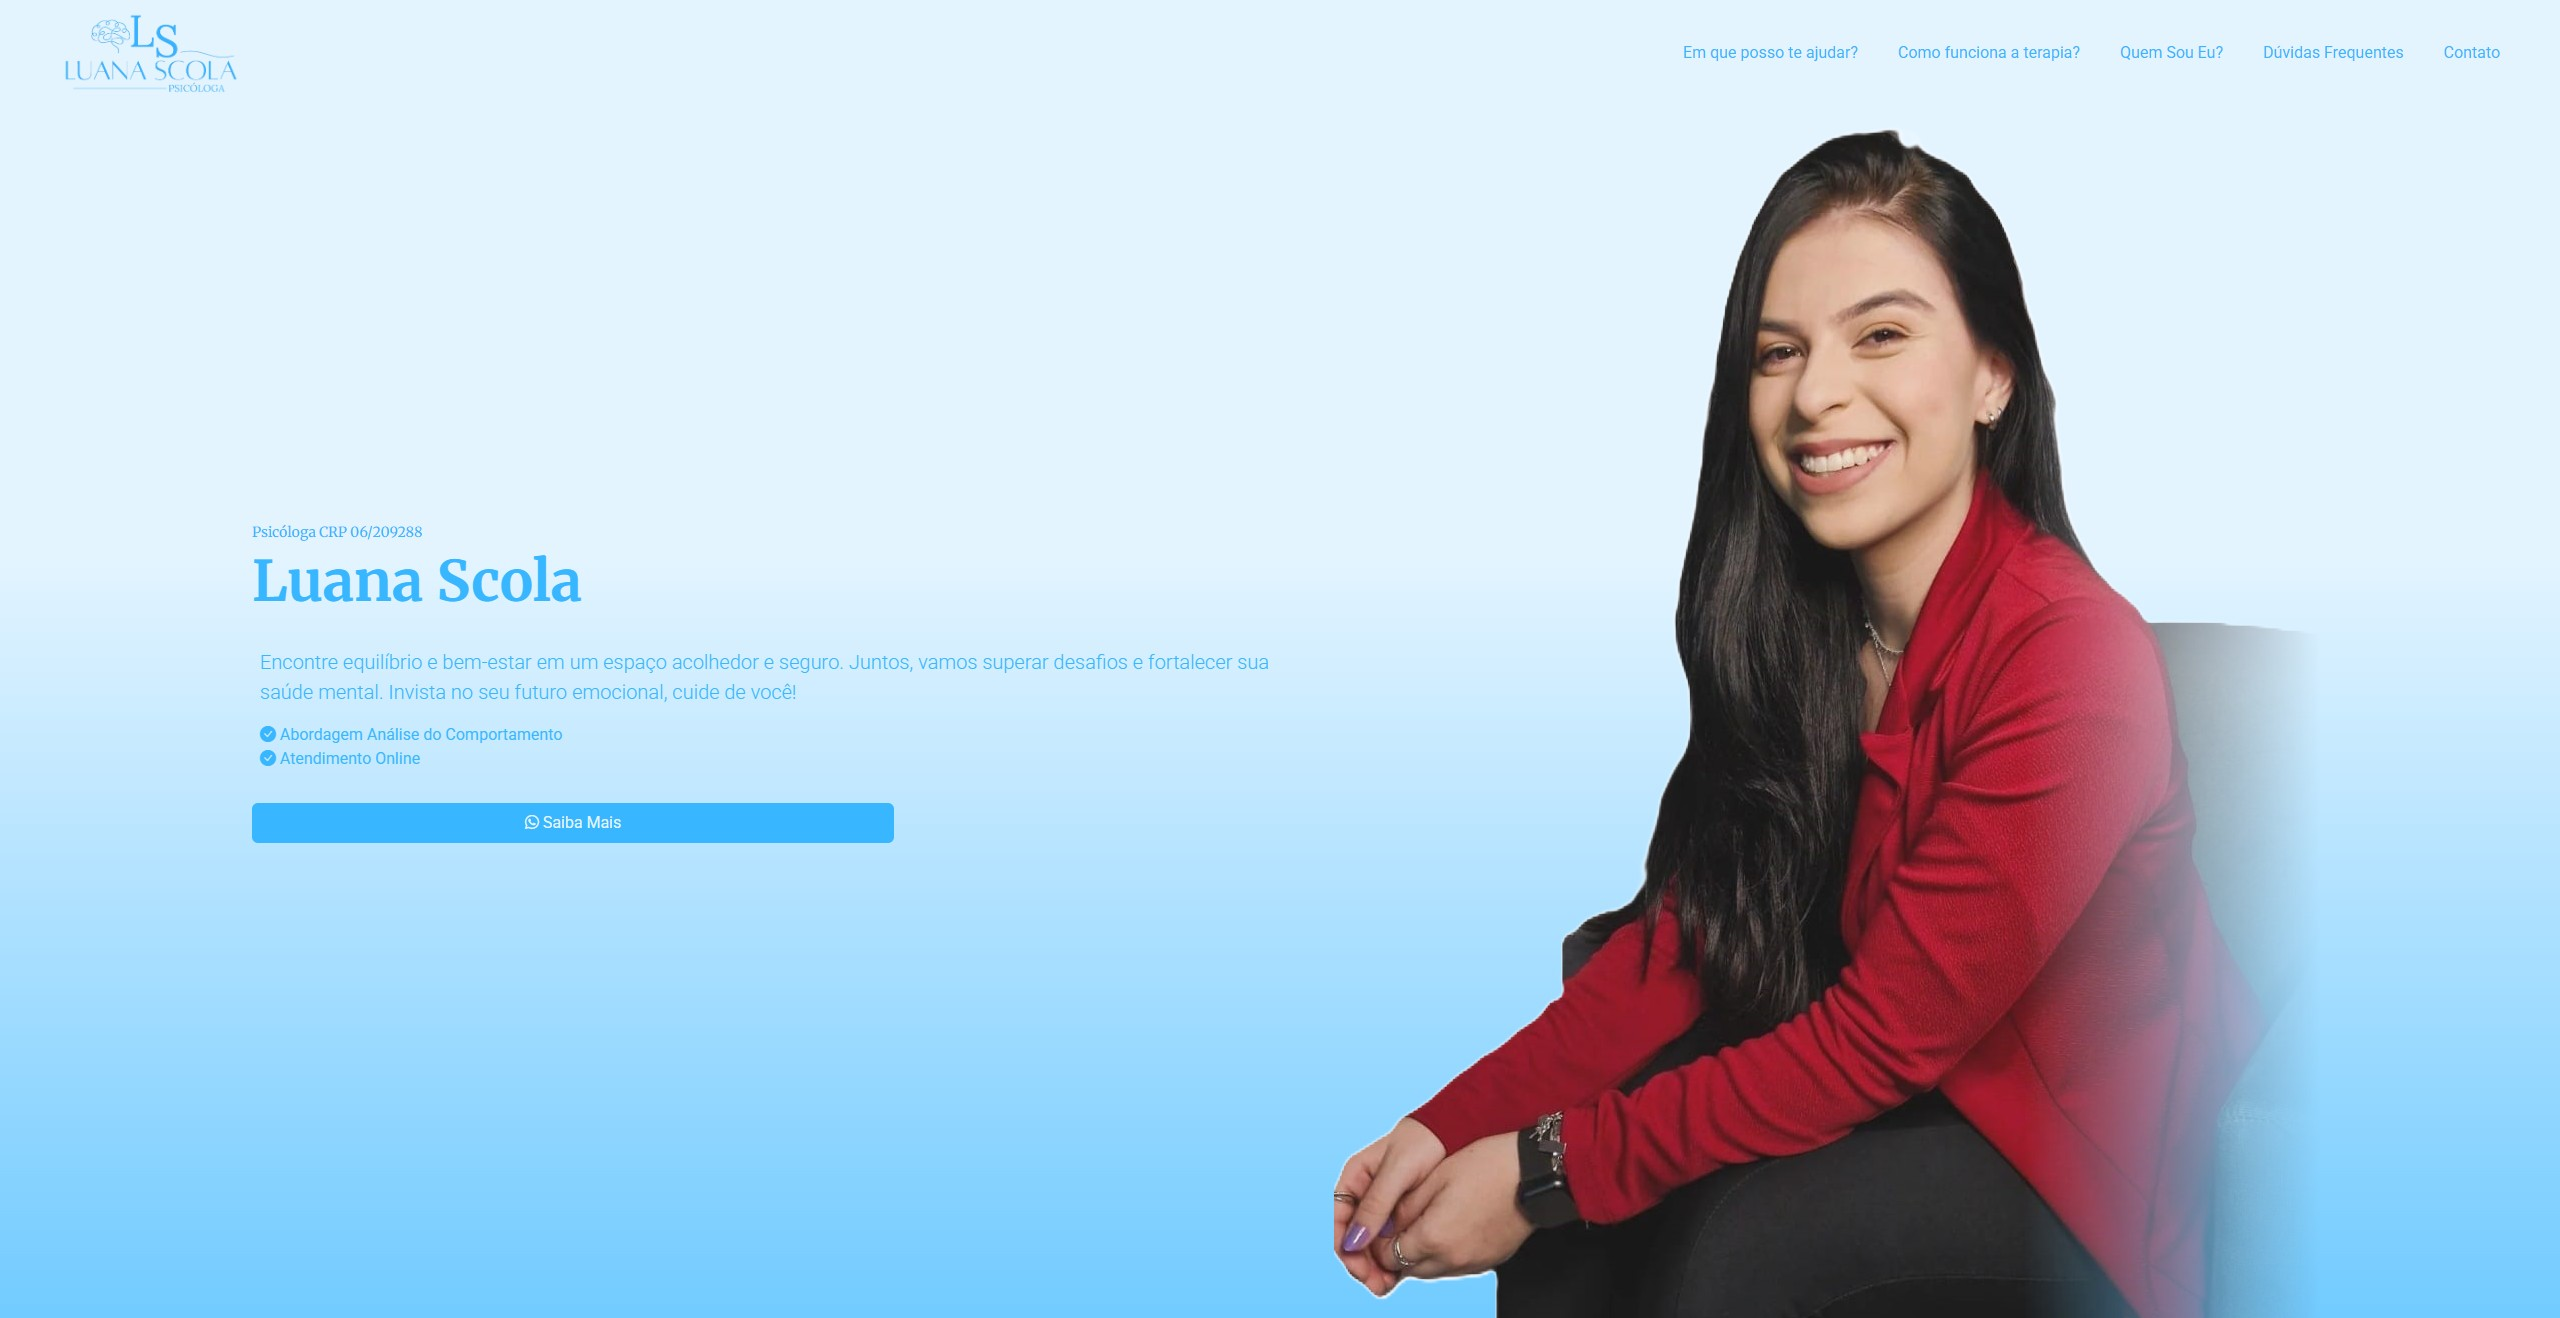 LS
LUANA SCOLA
PSICÓLOGA
Em que posso te ajudar?
Como funciona a terapia?
Quem Sou Eu?
Dúvidas Frequentes
Contato
Psicóloga CRP 06/209288
Luana Scola
Encontre equilíbrio e bem-estar em um espaço acolhedor e seguro. Juntos, vamos superar desafios e fortalecer sua
saúde mental. Invista no seu futuro emocional, cuide de você!
Abordagem Análise do Comportamento
Atendimento Online
Saiba Mais